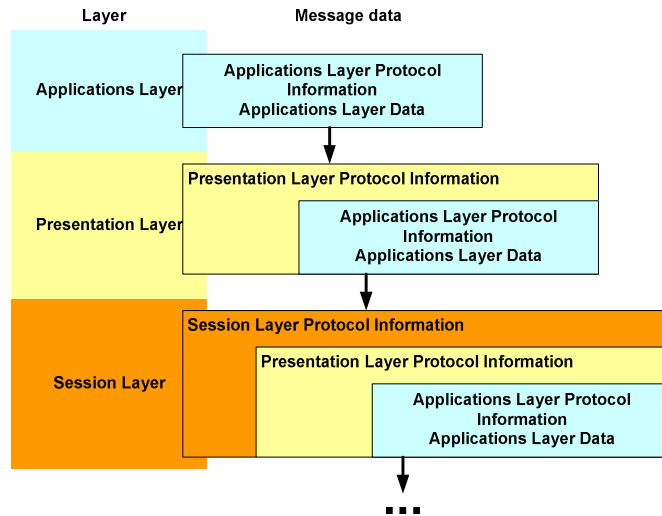 Layer
Message data
Applications Layer
Applications Layer Protocol
Information
Applications Layer Data
Presentation Layer Protocol Information
Presentation Layer
Applications Layer Protocol
Information
Applications Layer Data
Session Layer Protocol Information
Presentation Layer Protocol Information
Session Layer
Applications Layer Protocol
Information
Applications Layer Data
...